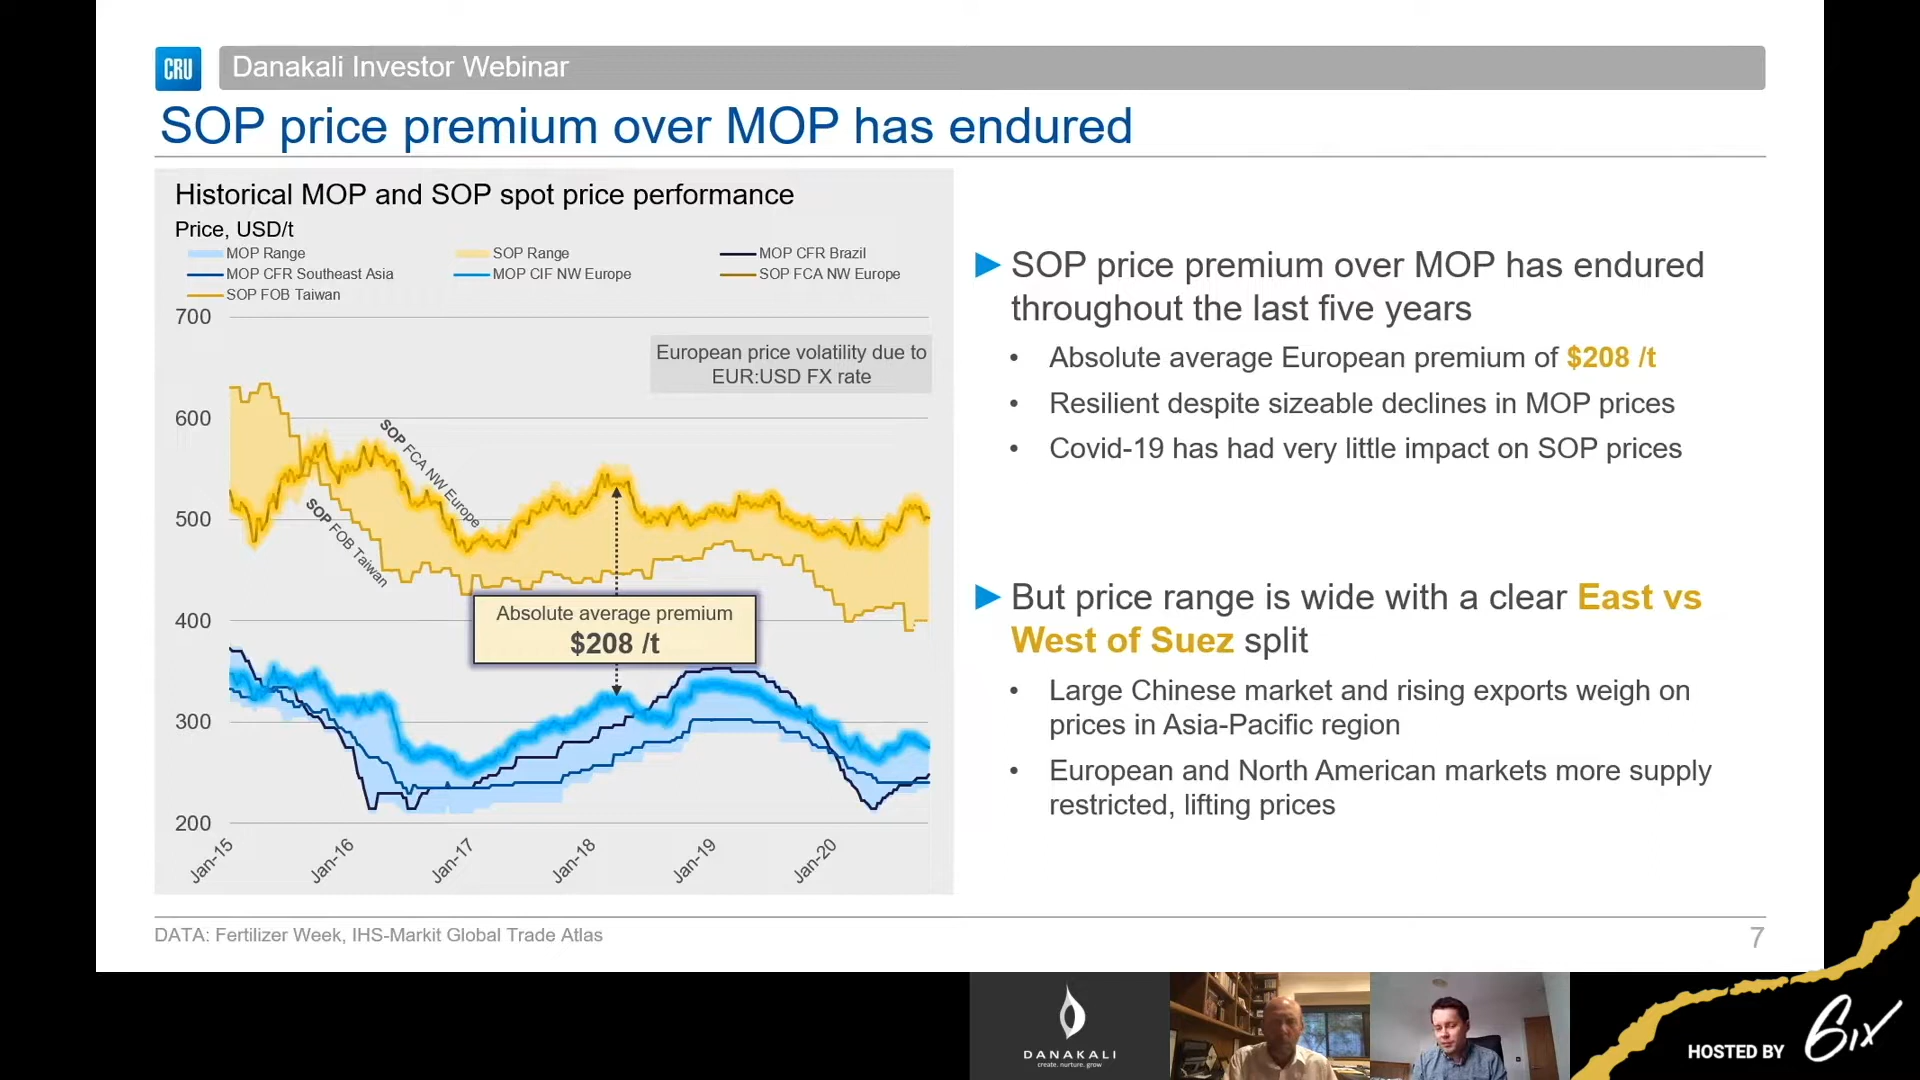 CRU
Danakali Investor Webinar
SOP price premium over MOP has endured
Historical MOP and SOP spot price performance
Price, USD/t
MOP Range
SOP Range
MOP CFR Brazil
MOP CFR Southeast Asia
MOP CIF NW Europe
SOP FCA NW Europe
SOP FOB Taiwan
700
600
500
400
300
200
European price volatility due to
EUR:USD FX rate
SOP FCA NW Europe
SOP FOB Taiwan
Absolute average premium
$208 /t
Jan-15
Jan-16
Jan-17
Jan-18
Jan-19
Jan-20
SOP price premium over MOP has endured
throughout the last five years
• Absolute average European premium of $208 /t
• Resilient despite sizeable declines in MOP prices
• Covid-19 has had very little impact on SOP prices
But price range is wide with a clear East vs
West of Suez split
• Large Chinese market and rising exports weigh on
prices in Asia-Pacific region
• European and North American markets more supply
restricted, lifting prices
DATA: Fertilizer Week, IHS-Markit Global Trade Atlas
7
DANAKALI
create. nurture. grow
HOSTED BY
6ix